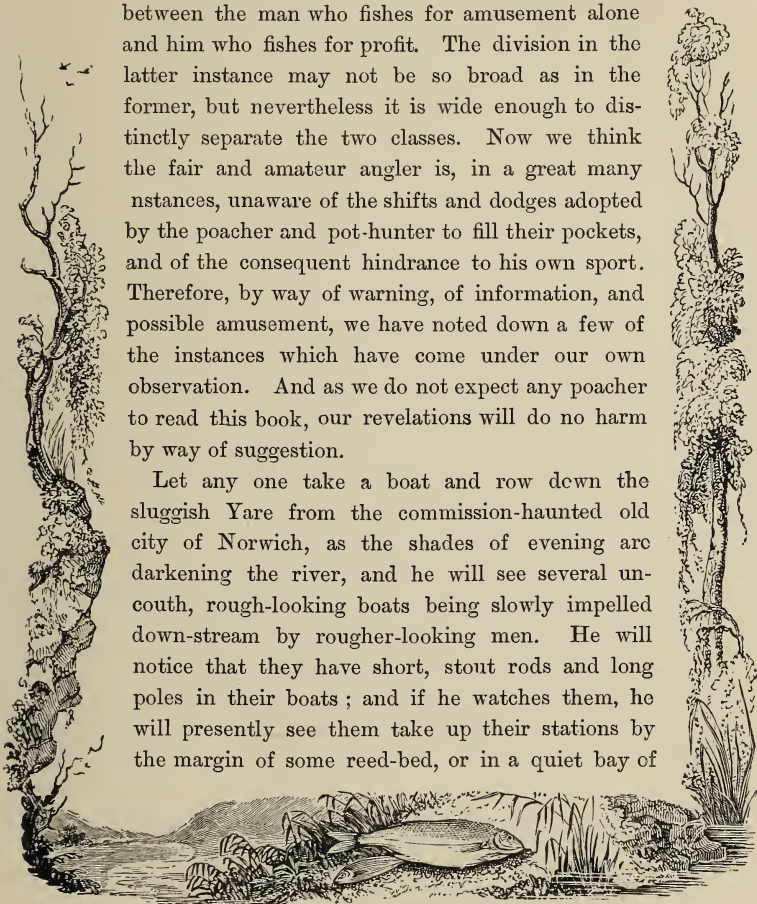 between the man who fishes for amusement alone
and him who fishes for profit. The division in the
latter instance may not be so broad as in the
former, but nevertheless it is wide enough to dis-
tinctly separate the two classes. Now we think
the fair and amateur angler is, in a great many
nstances, unaware of the shifts and dodges adopted
by the poacher and pot-hunter to fill their pockets,
and of the consequent hindrance to his own sport.
Therefore, by way of warning, of information, and
possible amusement, we have noted down a few of
the instances which have come under our own
observation. And as we do not expect any poacher
to read this book, our revelations will do no harm
by way of suggestion.
Let any one take a boat and row down the
sluggish Yare from the commission-haunted old
city of Norwich, as the shades of evening are
darkening the river, and he will see several un-
couth, rough-looking boats being slowly impelled
down-stream by rougher-looking men. He will
notice that they have short, stout rods and long
poles in their boats ; and if he watches them, he
will presently see them take up their stations by
the margin of some reed-bed, or in a quiet bay of